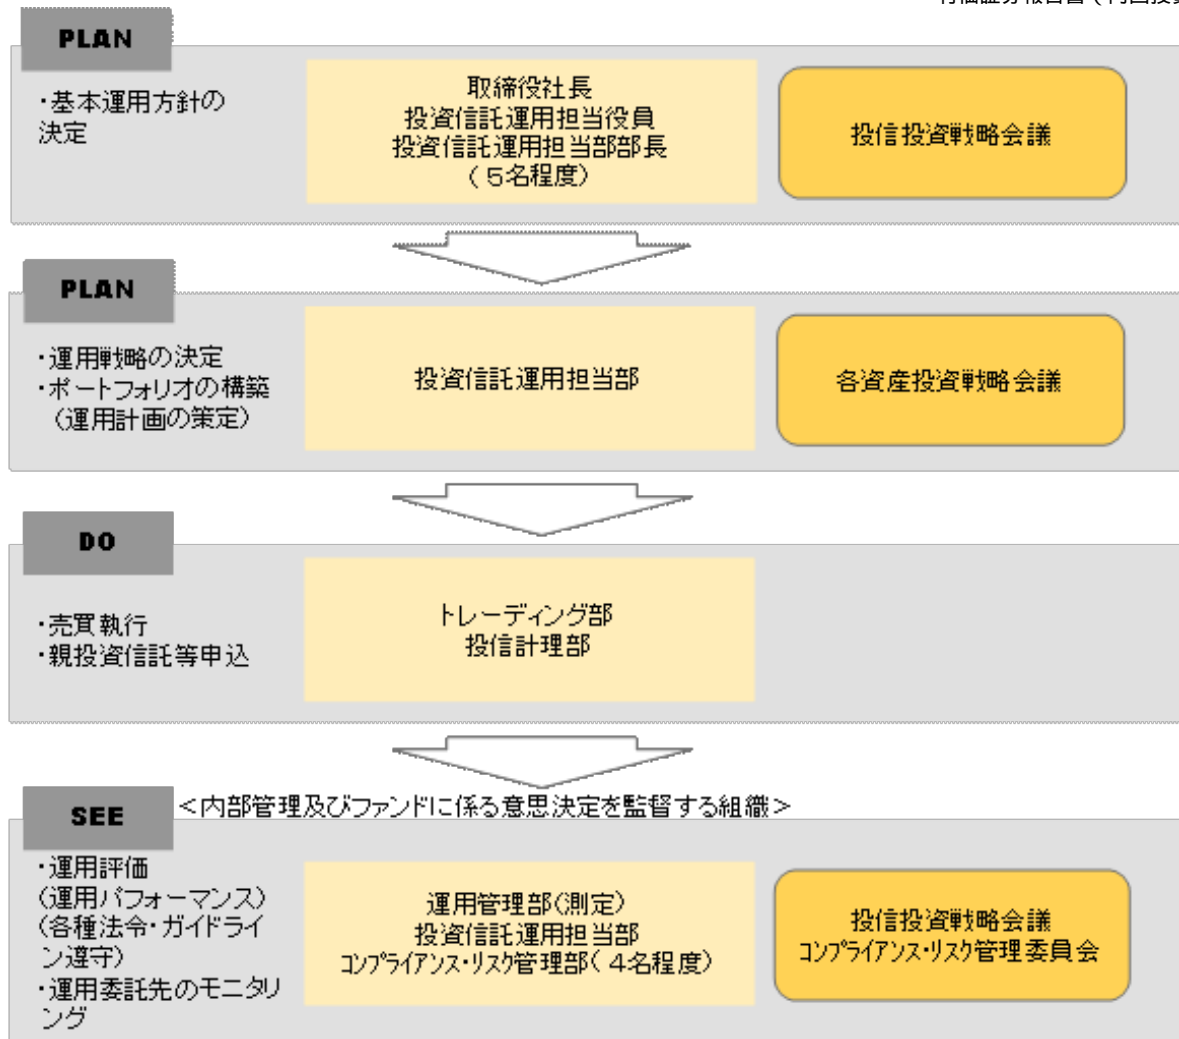 PLAN
・基本運用方針の
決定
取締役社長
投資信託運用担当役員
投資信託運用担当部部長
(5名程度)
投信投資戦略会議
PLAN
・運用戦略の決定
・ポートフォリオの構築
(運用計画の策定)
投資信託運用担当部
各資産投資戦略会議
DO
・売買執行
・親投資信託等申込
トレーディング部
投信計理部
SEE
<内部管理及びファンドに係る意思決定を監督する組織>
・運用評価
(運用パフォーマンス)
(各種法令・ガイドライ
ン遵守)
・運用委託先のモニタリ
ング
運用管理部(測定)
投資信託運用担当部
コンプライアンス・リスク管理部(4名程度)
投信投資戦略会議
コンプライアンス・リスク管理委員会